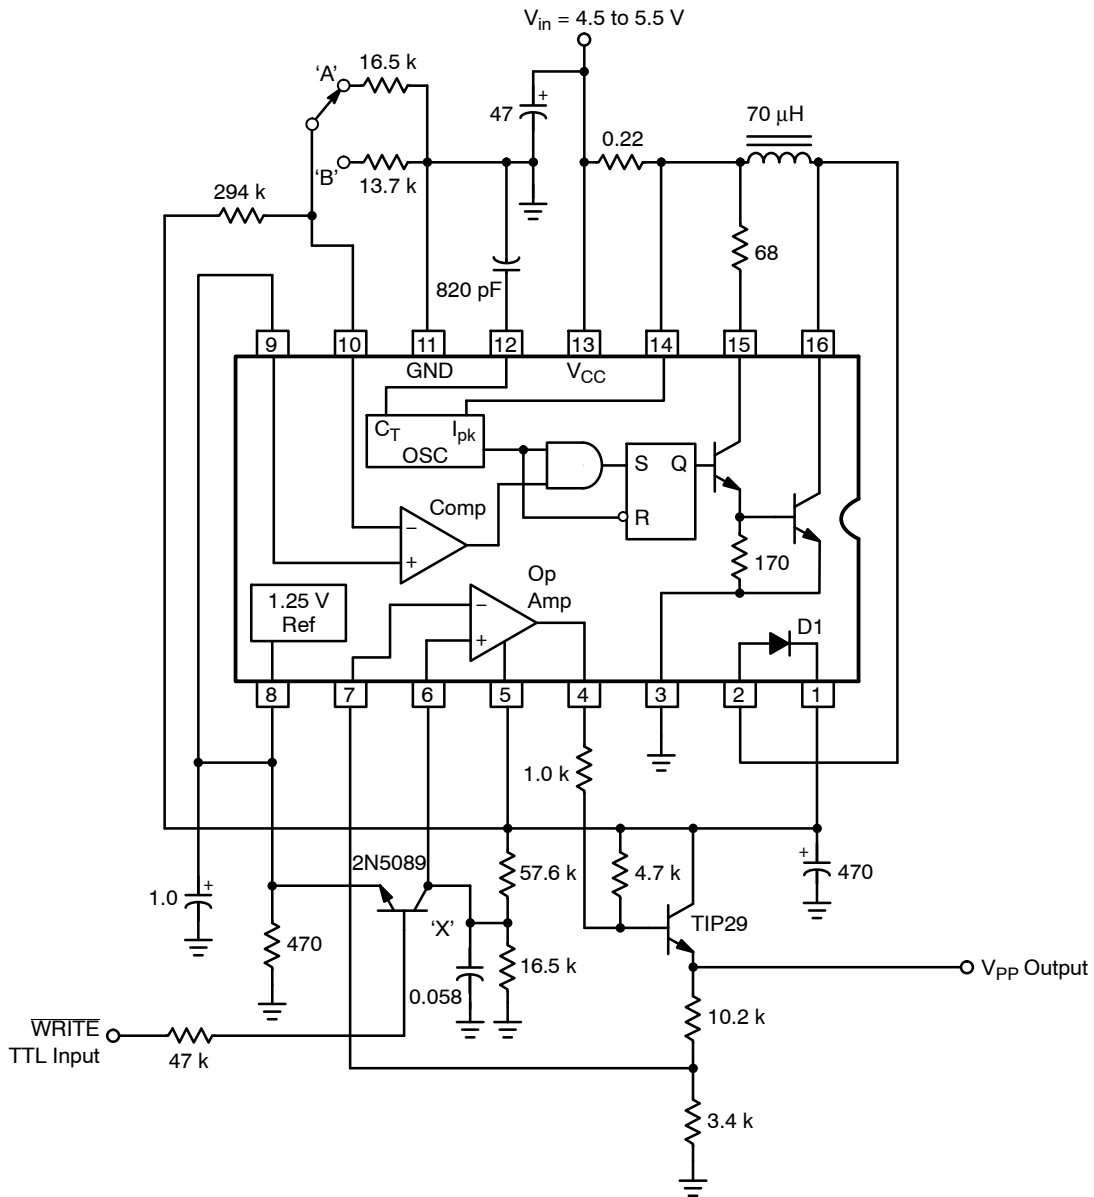 V_in = 4.5 to 5.5 V
'A'
16.5 k
47
+
70 μH
0.22
'B'
13.7 k
294 k
68
820 pF
9
10
11
12
13
14
15
16
GND
V_CC
C_T
I_pk
OSC
S
Q
R
Comp
−
+
170
Op
Amp
−
+
1.25 V
Ref
D1
8
7
6
5
4
3
2
1
1.0 k
2N5089
57.6 k
4.7 k
+
470
1.0
+
'X'
TIP29
470
16.5 k
0.058
V_PP Output
W̅R̅I̅T̅E̅
TTL Input
47 k
10.2 k
3.4 k